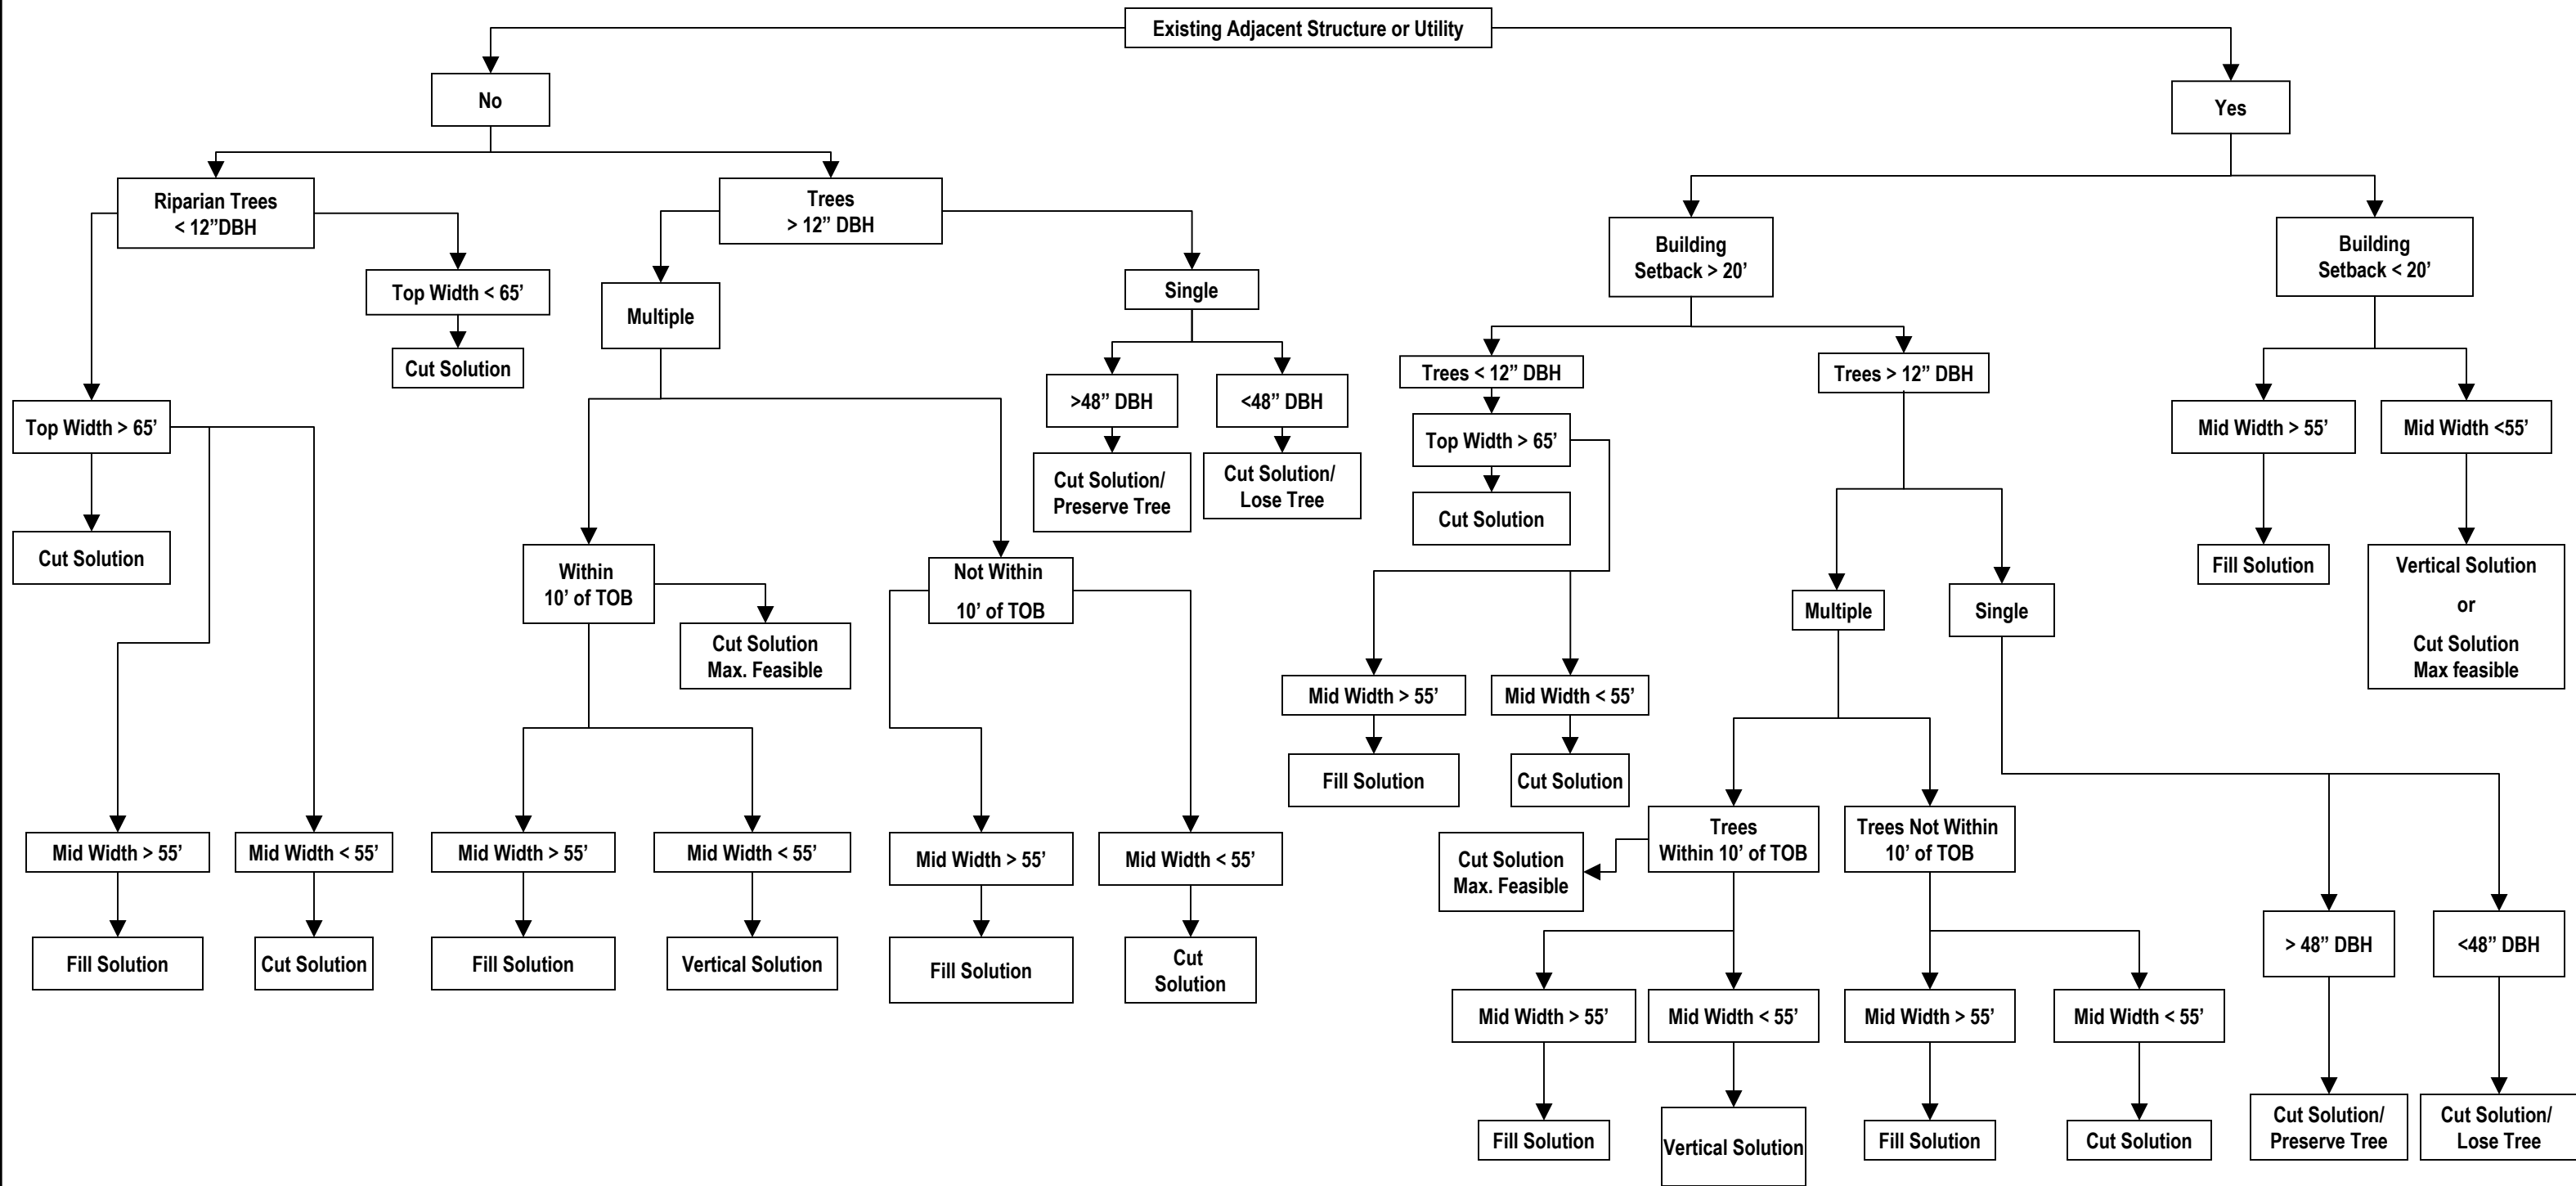 Existing Adjacent Structure or Utility
No
Yes
Riparian Trees
< 12”DBH
Trees
> 12” DBH
Building
Setback > 20’
Building
Setback < 20’
Top Width < 65’
Multiple
Single
Cut Solution
Trees < 12” DBH
Trees > 12” DBH
>48” DBH
<48” DBH
Top Width > 65’
Top Width > 65’
Mid Width > 55’
Mid Width <55’
Cut Solution/
Preserve Tree
Cut Solution/
Lose Tree
Cut Solution
Cut Solution
Within
10’ of TOB
Not Within
10’ of TOB
Fill Solution
Vertical Solution
or
Cut Solution
Max feasible
Multiple
Single
Cut Solution
Max. Feasible
Mid Width > 55’
Mid Width < 55’
Fill Solution
Cut Solution
Mid Width > 55’
Mid Width < 55’
Mid Width > 55’
Mid Width < 55’
Mid Width > 55’
Mid Width < 55’
Cut Solution
Max. Feasible
Trees
Within 10’ of TOB
Trees Not Within
10’ of TOB
Fill Solution
Cut Solution
Fill Solution
Vertical Solution
Fill Solution
Cut
Solution
> 48” DBH
<48” DBH
Mid Width > 55’
Mid Width < 55’
Mid Width > 55’
Mid Width < 55’
Fill Solution
Vertical Solution
Fill Solution
Cut Solution
Cut Solution/
Preserve Tree
Cut Solution/
Lose Tree